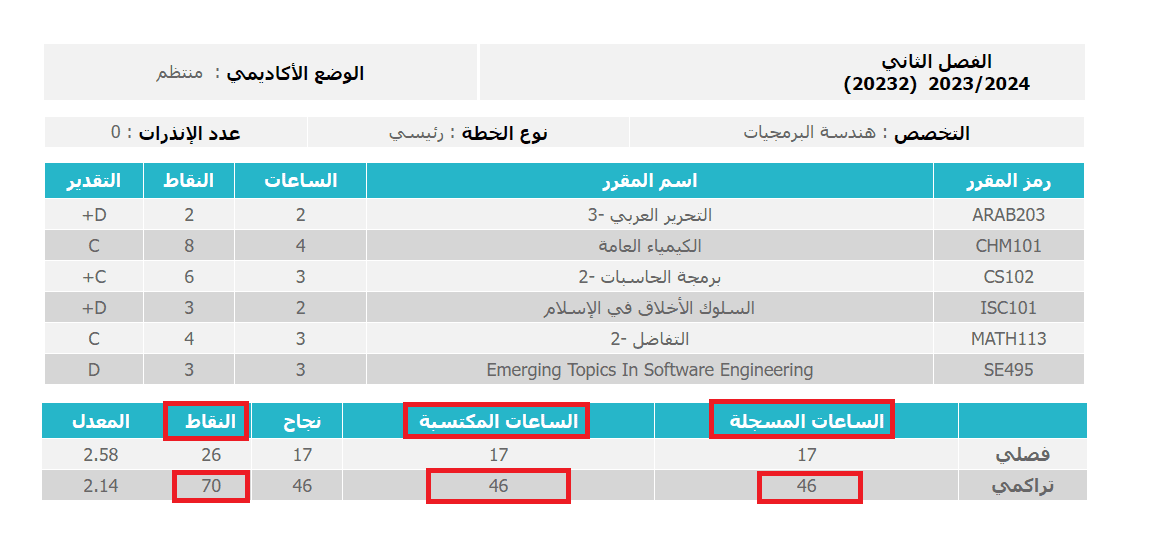 الفصل الثاني
2023/2024 (20232)
الوضع الأكاديمي : منتظم
التخصص : هندسة البرمجيات
نوع الخطة : رئيسي
عدد الإنذرات : 0
رمز المقرر اسم المقرر الساعات النقاط التقدير
ARAB203 التحرير العربي -3 2 2 D+
CHM101 الكيمياء العامة 4 8 C
CS102 برمجة الحاسبات -2 3 6 C+
ISC101 السلوك الأخلاق في الإسلام 2 3 D+
MATH113 التفاضل -2 3 4 C
SE495 Emerging Topics In Software Engineering 3 3 D
الساعات المسجلة الساعات المكتسبة نجاح النقاط المعدل
فصلي 17 17 17 26 2.58
تراكمي 46 46 46 70 2.14